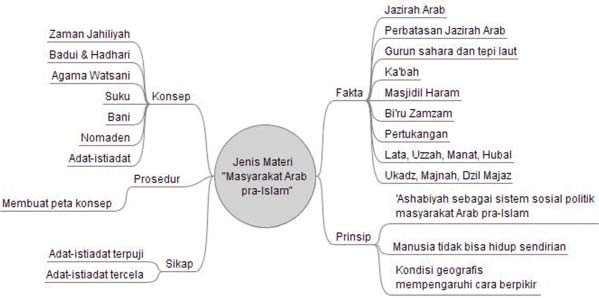 Jenis Materi
"Masyarakat Arab
pra-Islam"
Konsep
Zaman Jahiliyah
Badui & Hadhari
Agama Watsani
Suku
Bani
Nomaden
Adat-istiadat
Prosedur
Membuat peta konsep
Sikap
Adat-istiadat terpuji
Adat-istiadat tercela
Fakta
Jazirah Arab
Perbatasan Jazirah Arab
Gurun sahara dan tepi laut
Ka'bah
Masjidil Haram
Bi'ru Zamzam
Pertukangan
Lata, Uzzah, Manat, Hubal
Ukadz, Majnah, Dzil Majaz
Prinsip
'Ashabiyah sebagai sistem sosial politik
masyarakat Arab pra-Islam
Manusia tidak bisa hidup sendirian
Kondisi geografis
mempengaruhi cara berpikir